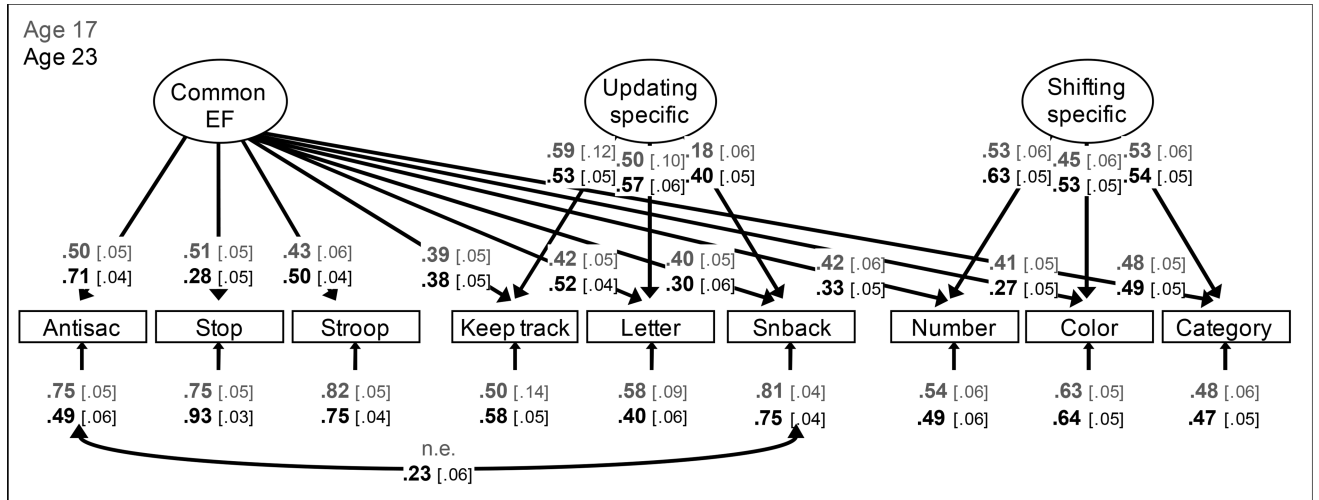 Age 17
Age 23
Common
EF
Updating
specific
Shifting
specific
.59 [.12]
.53 [.05]
.50 [.10]
.57 [.06]
.18 [.06]
.40 [.05]
.53 [.06]
.63 [.05]
.45 [.06]
.53 [.05]
.53 [.06]
.54 [.05]
.50 [.05]
.71 [.04]
.51 [.05]
.28 [.05]
.43 [.06]
.50 [.04]
.39 [.05]
.38 [.05]
.42 [.05]
.52 [.04]
.40 [.05]
.30 [.06]
.42 [.06]
.33 [.05]
.41 [.05]
.27 [.05]
.48 [.05]
.49 [.05]
Antisac
Stop
Stroop
Keep track
Letter
Snback
Number
Color
Category
.75 [.05]
.49 [.06]
.75 [.05]
.93 [.03]
.82 [.05]
.75 [.04]
.50 [.14]
.58 [.05]
.58 [.09]
.40 [.06]
.81 [.04]
.75 [.04]
.54 [.06]
.49 [.06]
.63 [.05]
.64 [.05]
.48 [.06]
.47 [.05]
n.e.
.23 [.06]